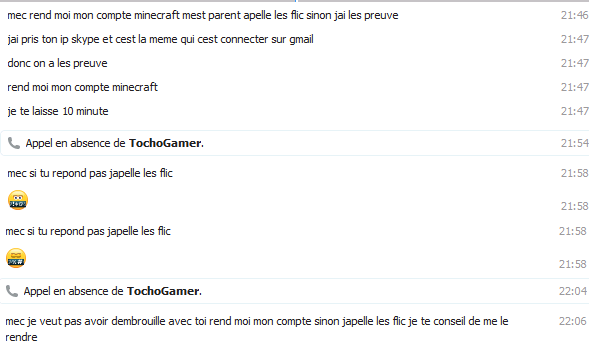 mec rend moi mon compte minecraft mest parent apelle les flic sinon jai les preuve 21:46
jai pris ton ip skype et cest la meme qui cest connecter sur gmail 21:47
donc on a les preuve 21:47
rend moi mon compte minecraft 21:47
je te laisse 10 minute 21:47
Appel en absence de TochoGamer. 21:54
mec si tu repond pas japelle les flic 21:58
21:58
mec si tu repond pas japelle les flic 21:58
21:58
Appel en absence de TochoGamer. 22:04
mec je veut pas avoir dembrouille avec toi rend moi mon compte sinon japelle les flic je te conseil de me le 22:06
rendre